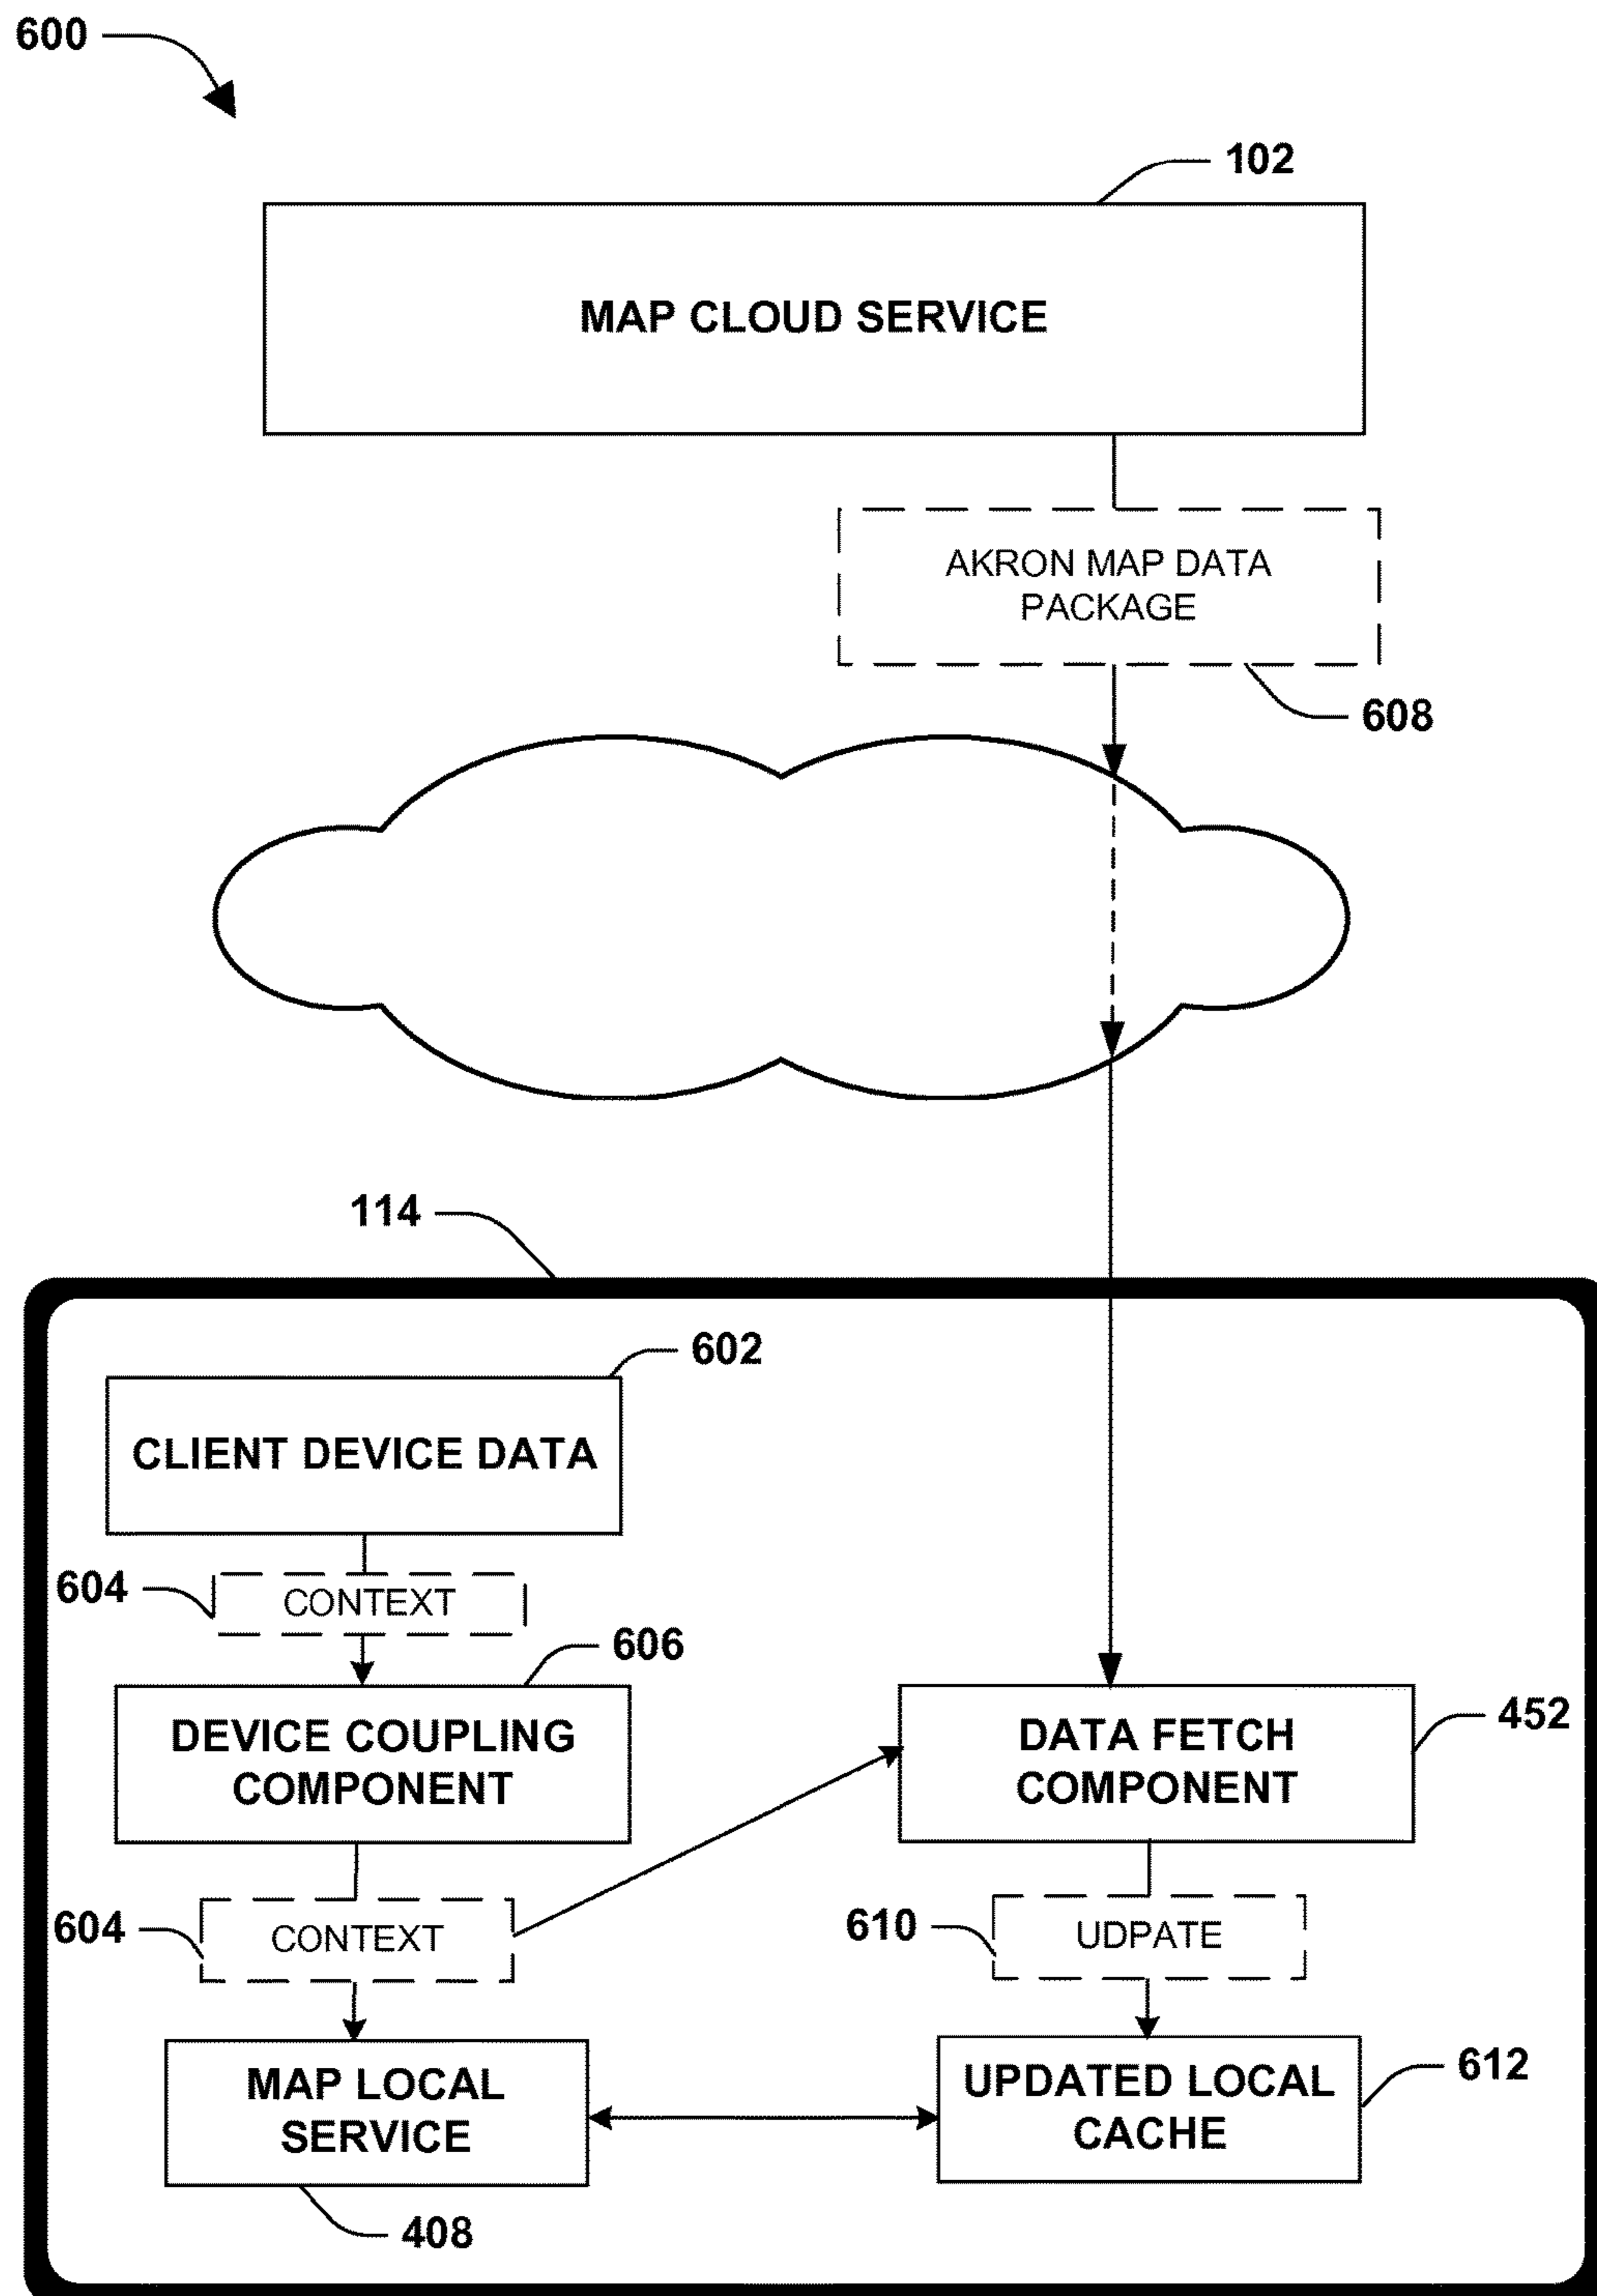 600
102
MAP CLOUD SERVICE
AKRON MAP DATA
PACKAGE
608
114
602
CLIENT DEVICE DATA
604
CONTEXT
606
DEVICE COUPLING
COMPONENT
DATA FETCH
COMPONENT
452
604
CONTEXT
610
UDPATE
MAP LOCAL
SERVICE
UPDATED LOCAL
CACHE
612
408